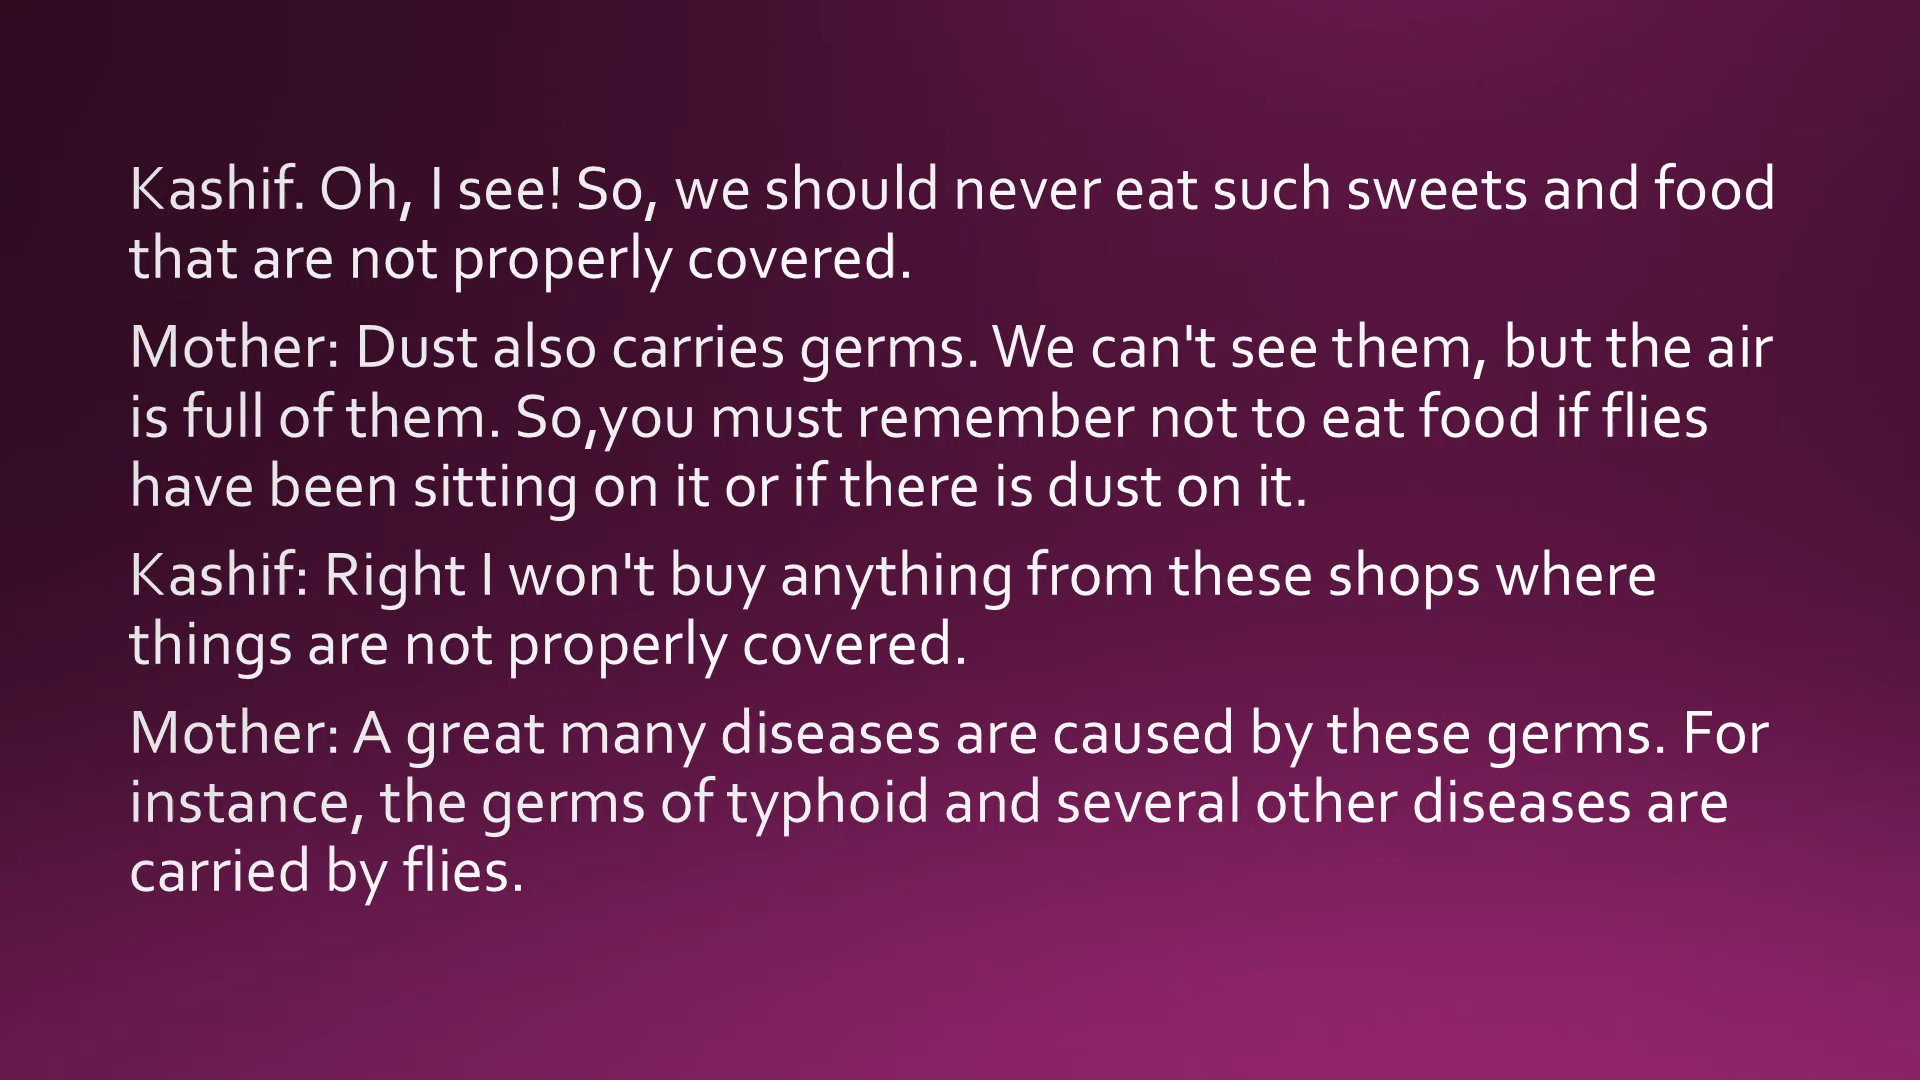 Kashif. Oh, I see! So, we should never eat such sweets and food
that are not properly covered.
Mother: Dust also carries germs. We can't see them, but the air
is full of them. So,you must remember not to eat food if flies
have been sitting on it or if there is dust on it.
Kashif: Right I won't buy anything from these shops where
things are not properly covered.
Mother: A great many diseases are caused by these germs. For
instance, the germs of typhoid and several other diseases are
carried by flies.